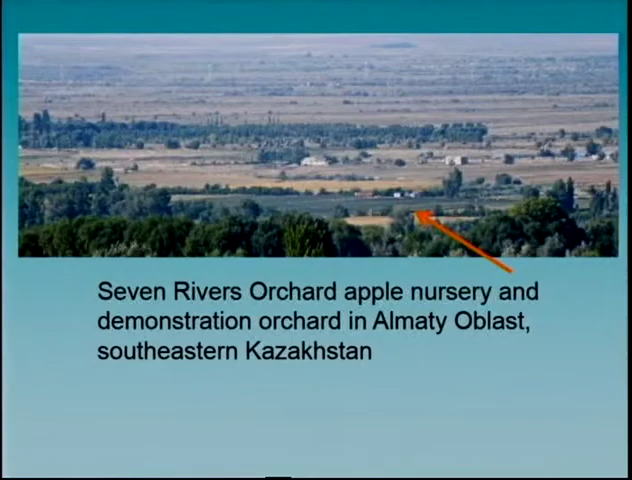 Seven Rivers Orchard apple nursery and
demonstration orchard in Almaty Oblast,
southeastern Kazakhstan